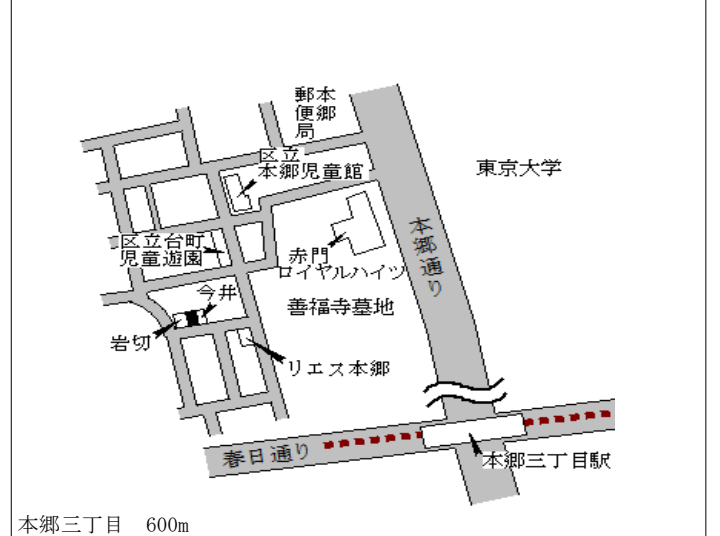 郵本
便郷
局
区立
本郷児童館
東京大学
本郷通り
区立台町
児童遊園
赤門
ロイヤルハイツ
今井
善福寺墓地
岩切
リエス本郷
春日通り
本郷三丁目駅
本郷三丁目　600m